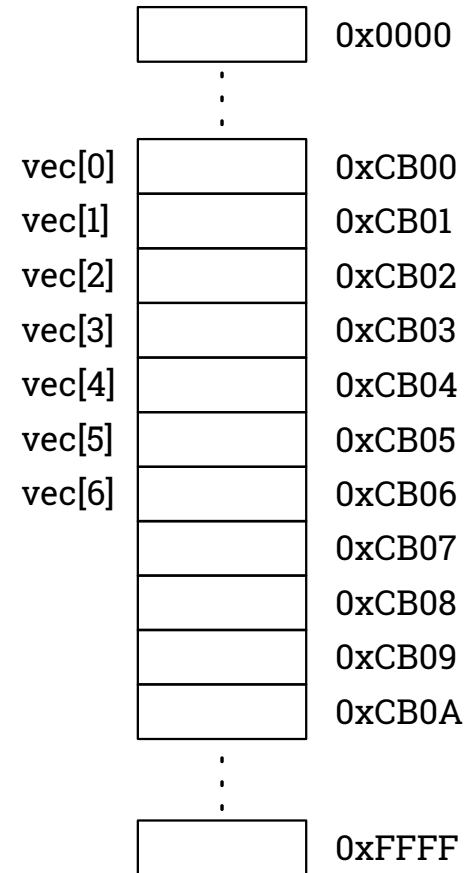 0x0000
vec[0] 0xCB00
vec[1] 0xCB01
vec[2] 0xCB02
vec[3] 0xCB03
vec[4] 0xCB04
vec[5] 0xCB05
vec[6] 0xCB06
0xCB07
0xCB08
0xCB09
0xCB0A
0xFFFF